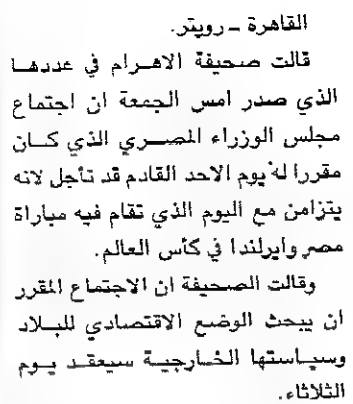 القاهرة - رويتر.
قالت صحيفة الاهرام في عددها
الذي صدر امس الجمعة ان اجتماع
مجلس الوزراء المصري الذي كان
مقررا له يوم الاحد القادم قد تأجل لانه
يتزامن مع اليوم الذي تقام فيه مباراة
مصر وايرلندا في كأس العالم.
وقالت الصحيفة ان الاجتماع المقرر
ان يبحث الوضع الاقتصادي للبلاد
وسياستها الخارجية سيعقد يوم
الثلاثاء.